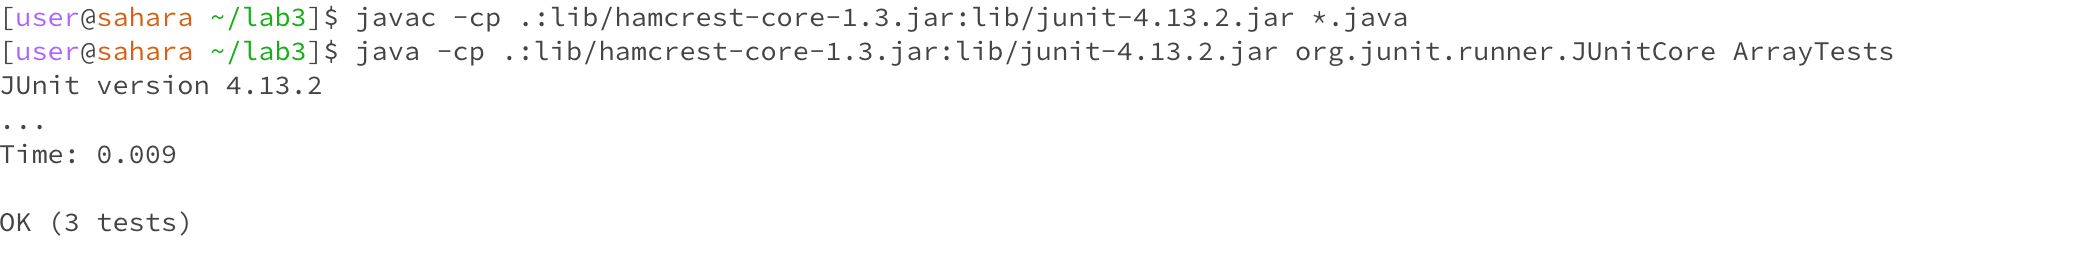 [user@sahara ~/lab3]$ javac -cp .:lib/hamcrest-core-1.3.jar:lib/junit-4.13.2.jar *.java
[user@sahara ~/lab3]$ java -cp .:lib/hamcrest-core-1.3.jar:lib/junit-4.13.2.jar org.junit.runner.JUnitCore ArrayTests
JUnit version 4.13.2
...
Time: 0.009
OK (3 tests)